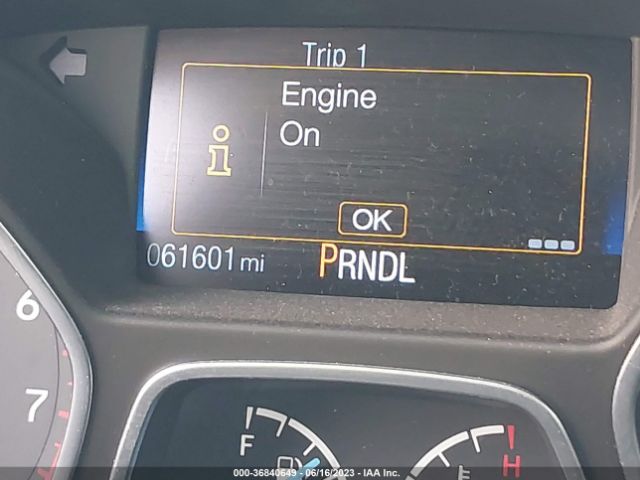 Trip 1
Engine
On
i
OK
061601 mi PRNDL
6
7
F
H
000-36840649 - 06/16/2023 - IAA Inc.